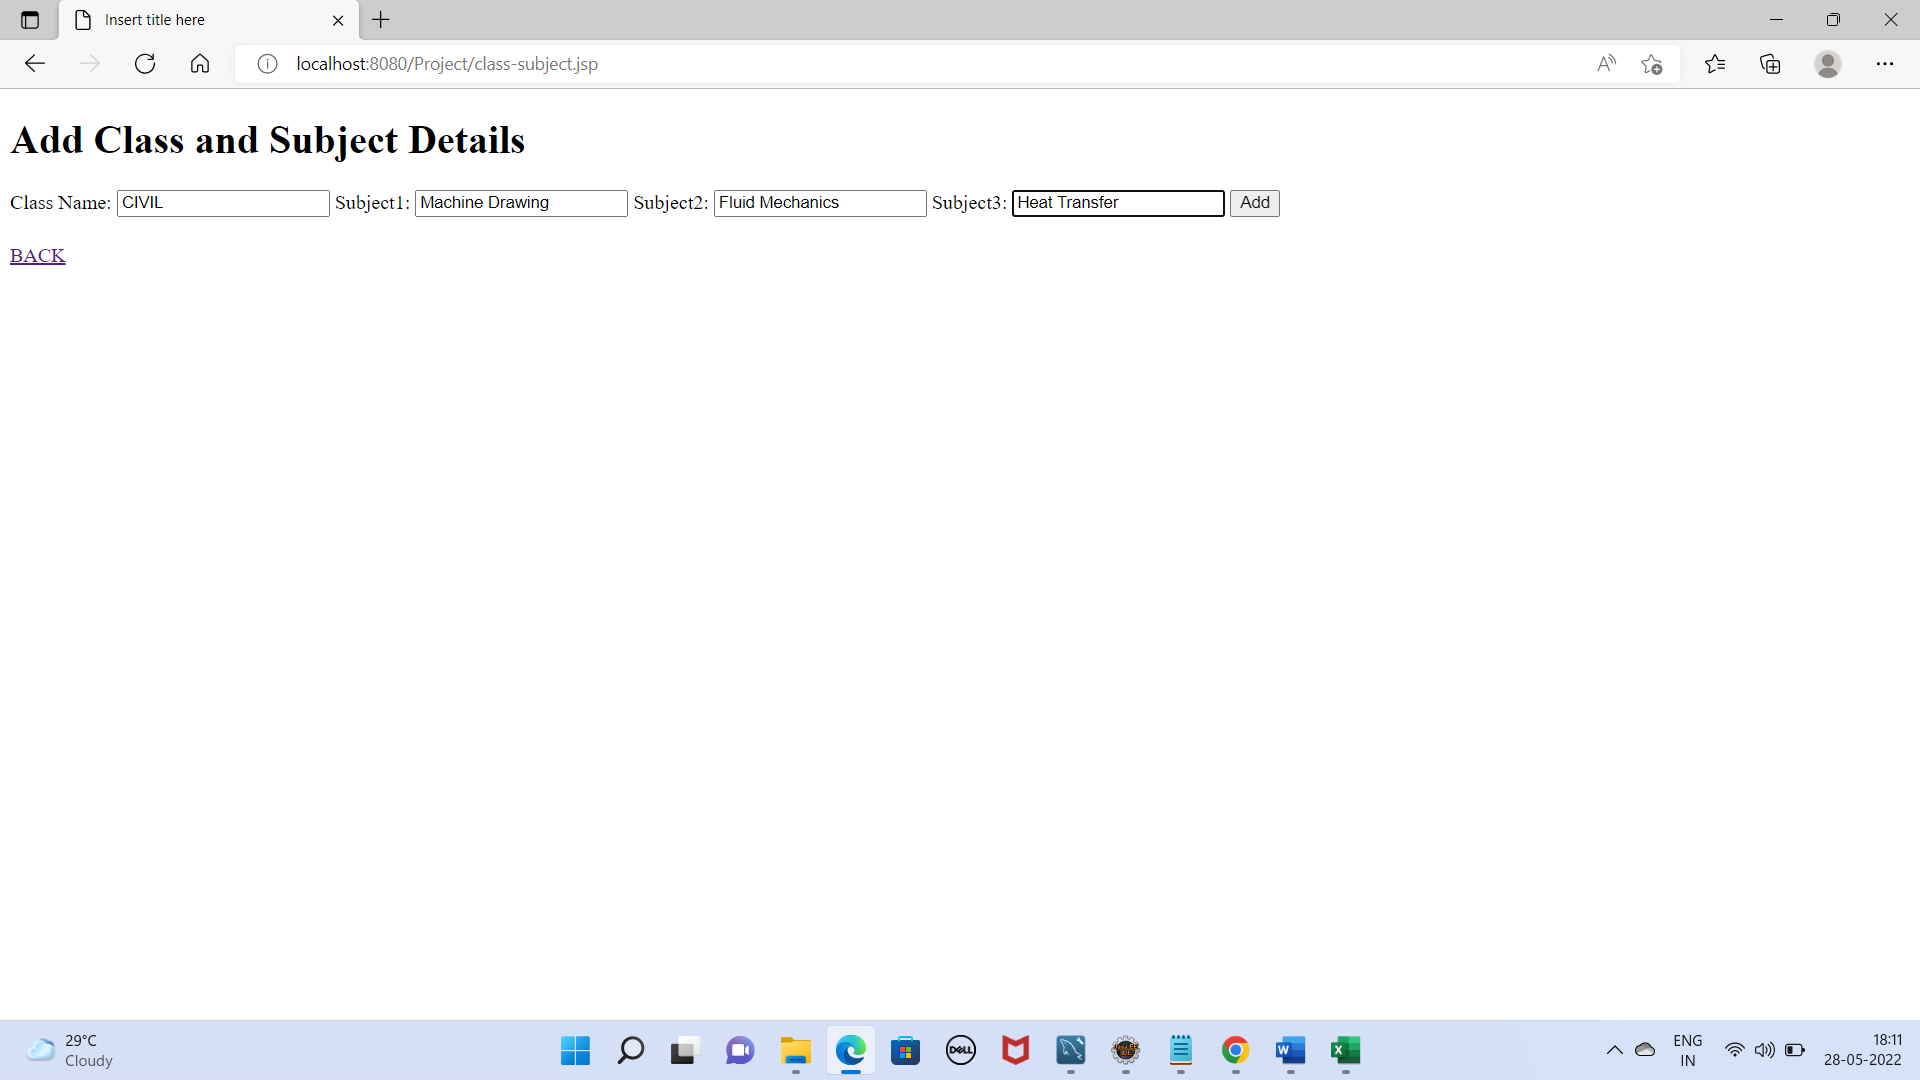 Insert title here
localhost:8080/Project/class-subject.jsp
Add Class and Subject Details
Class Name: CIVIL Subject1: Machine Drawing Subject2: Fluid Mechanics Subject3: Heat Transfer Add
BACK
29°C
Cloudy
DELL
ENG
IN
18:11
28-05-2022